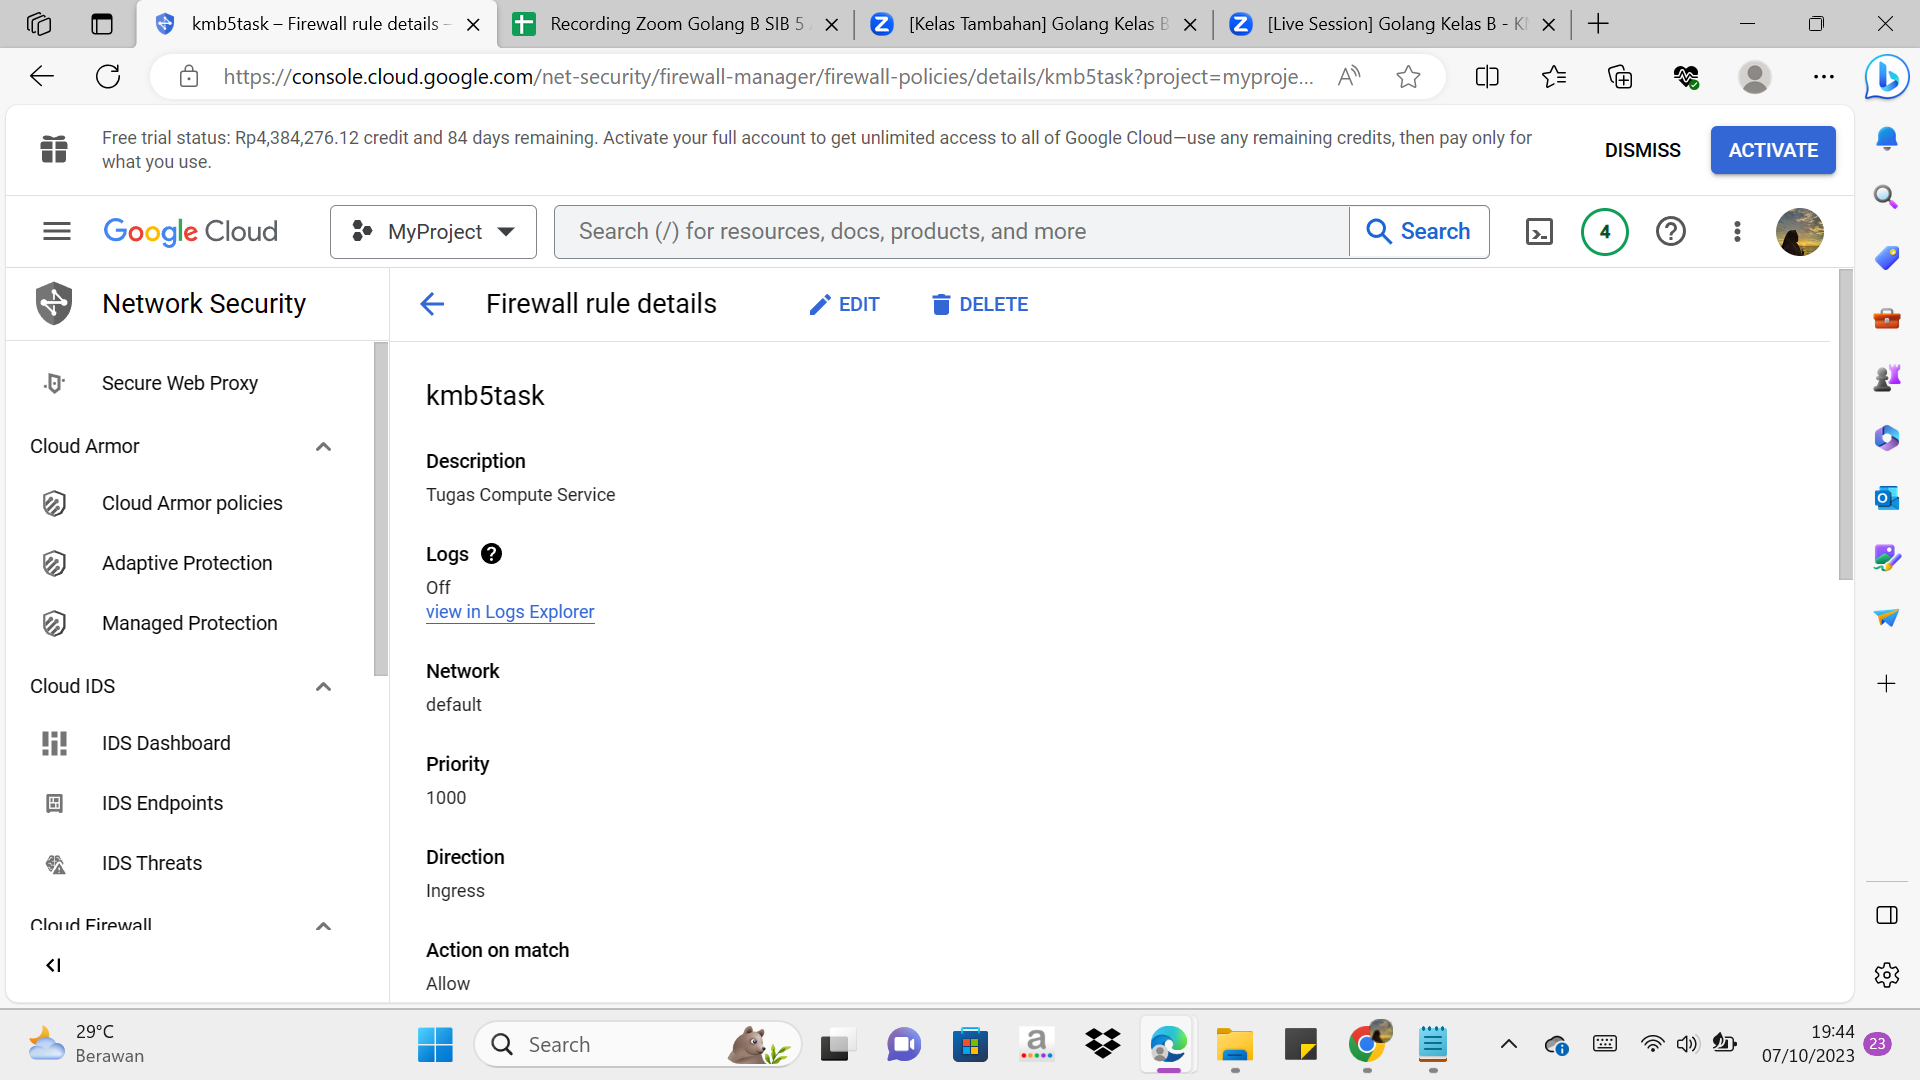 kmb5task – Firewall rule details –
Recording Zoom Golang B SIB 5
[Kelas Tambahan] Golang Kelas B
[Live Session] Golang Kelas B - K
https://console.cloud.google.com/net-security/firewall-manager/firewall-policies/details/kmb5task?project=myproje...
Free trial status: Rp4,384,276.12 credit and 84 days remaining. Activate your full account to get unlimited access to all of Google Cloud—use any remaining credits, then pay only for
what you use.
DISMISS
ACTIVATE
Google Cloud
MyProject
Search (/) for resources, docs, products, and more
Search
4
Network Security
Firewall rule details
EDIT
DELETE
Secure Web Proxy
Cloud Armor
Cloud Armor policies
Adaptive Protection
Managed Protection
Cloud IDS
IDS Dashboard
IDS Endpoints
IDS Threats
Cloud Firewall
kmb5task
Description
Tugas Compute Service
Logs
Off
view in Logs Explorer
Network
default
Priority
1000
Direction
Ingress
Action on match
Allow
29°C
Berawan
Search
19:44
07/10/2023
23